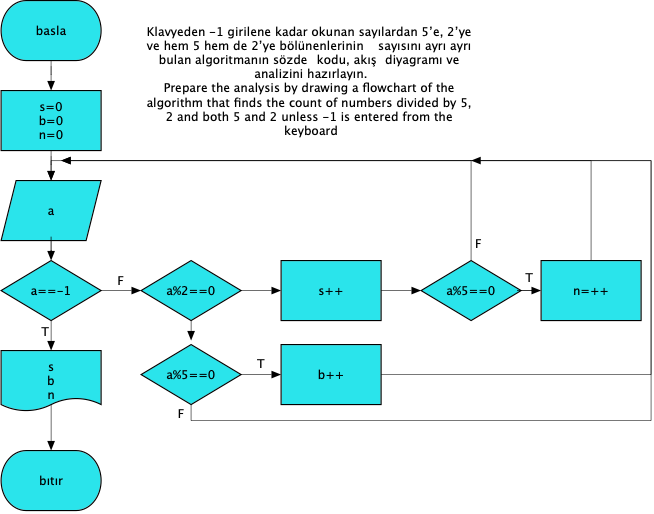 basla
Klavyeden -1 girilene kadar okunan sayılardan 5'e, 2'ye
ve hem 5 hem de 2'ye bölünenlerinin sayısını ayrı ayrı
bulan algoritmanın sözde kodu, akış diyagramı ve
analizini hazırlayın.
Prepare the analysis by drawing a flowchart of the
algorithm that finds the count of numbers divided by 5,
2 and both 5 and 2 unless -1 is entered from the
keyboard
s=0
b=0
n=0
a
a==-1
F
a%2==0
s++
a%5==0
F
T
n=++
T
a%5==0
T
b++
F
s
b
n
bıtır